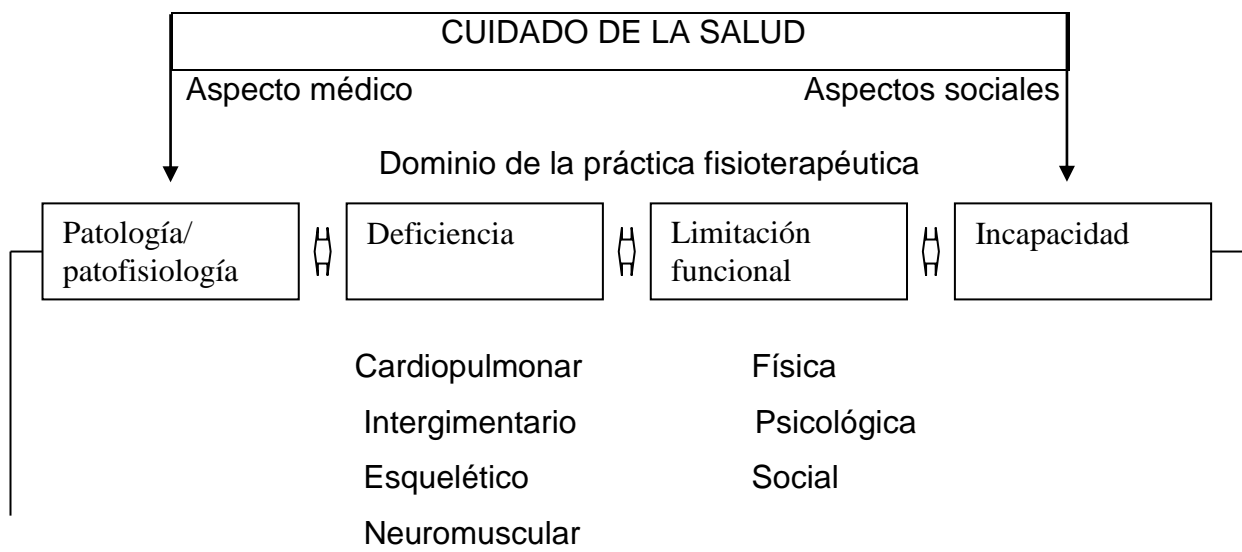 CUIDADO DE LA SALUD
Aspecto médico Aspectos sociales
Dominio de la práctica fisioterapéutica
Patología/
patofisiología
Deficiencia
Limitación
funcional
Incapacidad
Cardiopulmonar Física
Intergimentario Psicológica
Esquelético Social
Neuromuscular